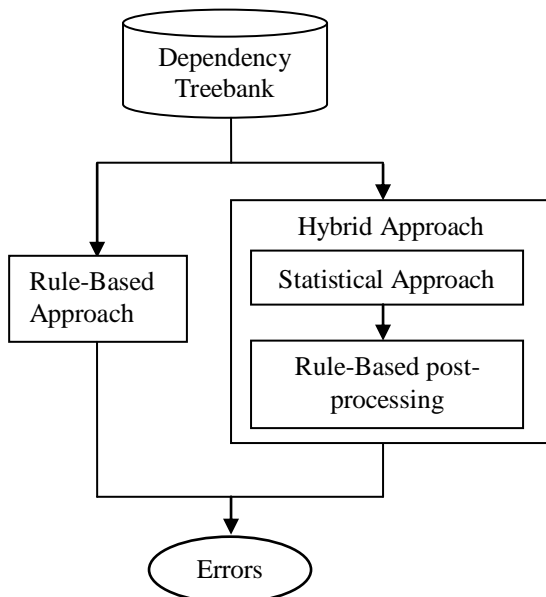 Dependency
Treebank
Hybrid Approach
Statistical Approach
Rule-Based
Approach
Rule-Based post-
processing
Errors